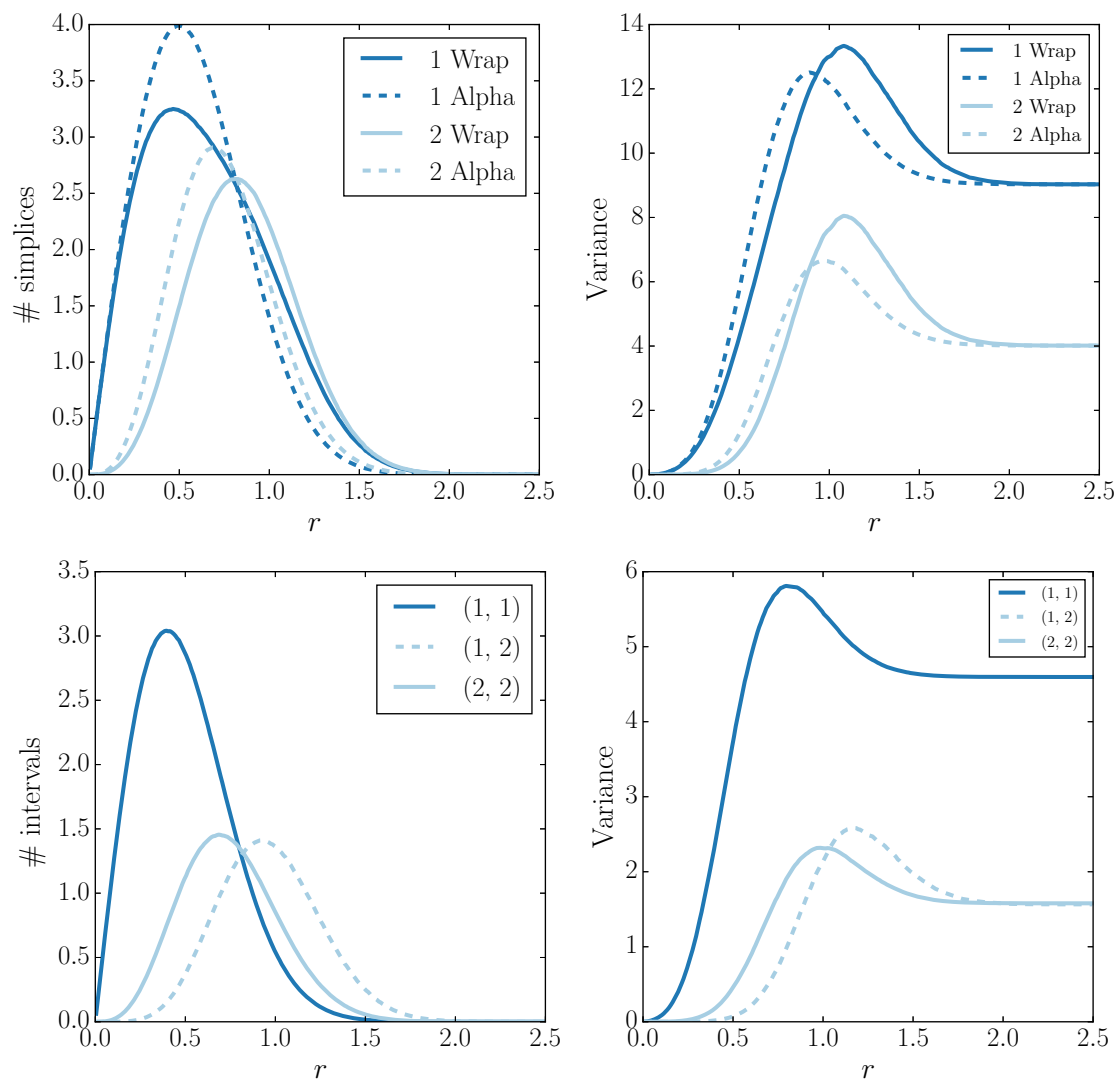 4.0
3.5
3.0
2.5
2.0
1.5
1.0
0.5
0.0
# simplices
1 Wrap
1 Alpha
2 Wrap
2 Alpha
0.0 0.5 1.0 1.5 2.0 2.5
r
14
12
10
8
6
4
2
0
Variance
1 Wrap
1 Alpha
2 Wrap
2 Alpha
0.0 0.5 1.0 1.5 2.0 2.5
r
3.5
3.0
2.5
2.0
1.5
1.0
0.5
0.0
# intervals
(1, 1)
(1, 2)
(2, 2)
0.0 0.5 1.0 1.5 2.0 2.5
r
6
5
4
3
2
1
0
Variance
(1, 1)
(1, 2)
(2, 2)
0.0 0.5 1.0 1.5 2.0 2.5
r